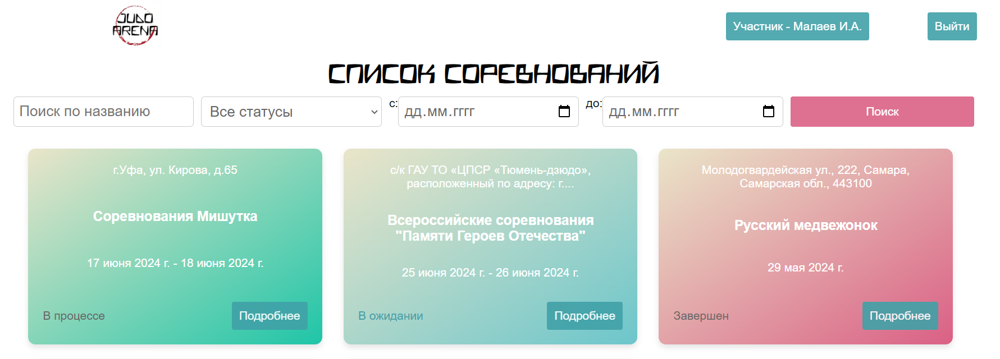 JUDO
ARENA
Участник - Малаев И.А.
Выйти
СПИСОК СОРЕВНОВАНИЙ
Поиск по названию
Все статусы
с:
дд.мм.гггг
до:
дд.мм.гггг
Поиск
г.Уфа, ул. Кирова, д.65
Соревнования Мишутка
17 июня 2024 г. - 18 июня 2024 г.
В процессе
Подробнее
с/к ГАУ ТО «ЦПСР «Тюмень-дзюдо»,
расположенный по адресу: г....
Всероссийские соревнования
"Памяти Героев Отечества"
25 июня 2024 г. - 26 июня 2024 г.
В ожидании
Подробнее
Молодогвардейская ул., 222, Самара,
Самарская обл., 443100
Русский медвежонок
29 мая 2024 г.
Завершен
Подробнее